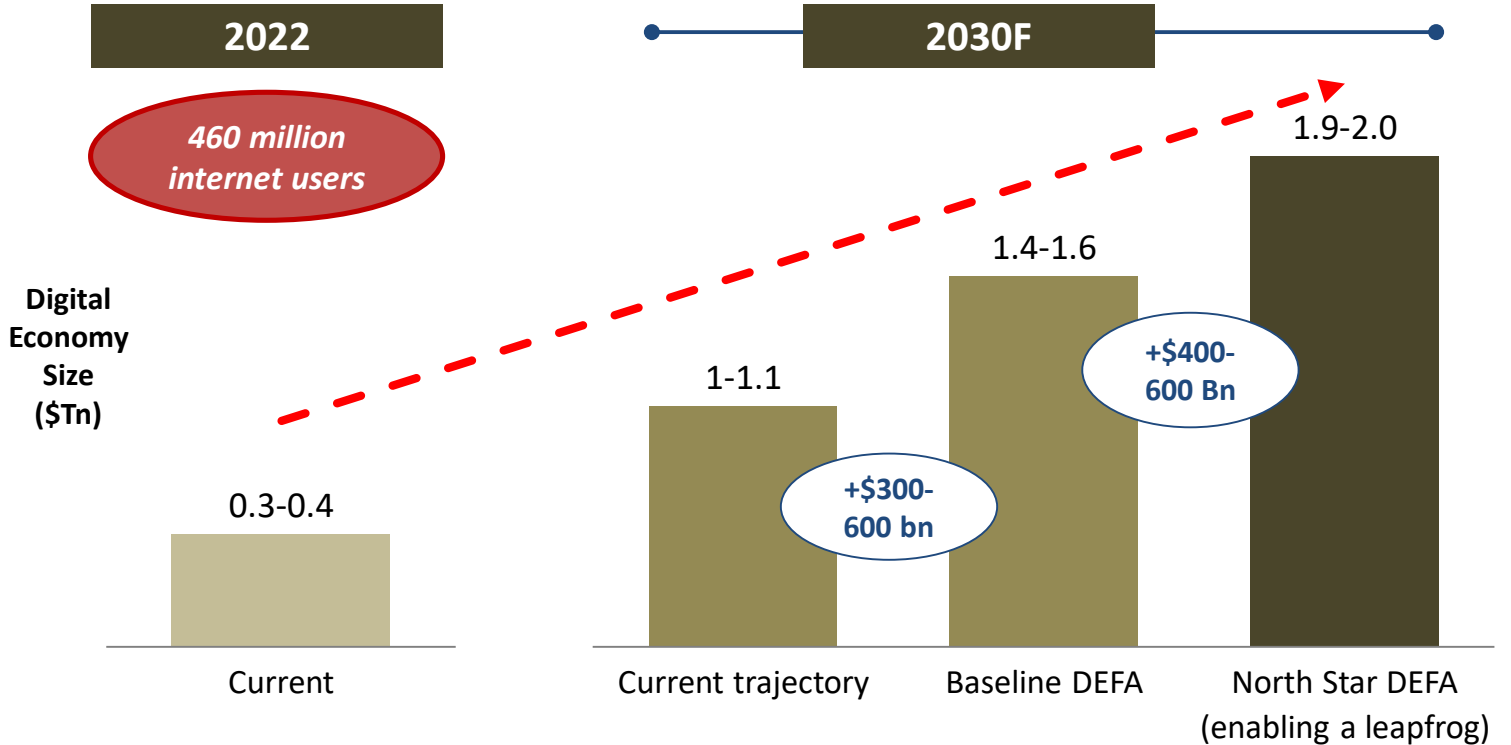 2022
2030F
460 million
internet users
Digital
Economy
Size
($Tn)
0.3-0.4
1-1.1
1.4-1.6
1.9-2.0
+$300-
600 bn
+$400-
600 Bn
Current
Current trajectory
Baseline DEFA
North Star DEFA
(enabling a leapfrog)